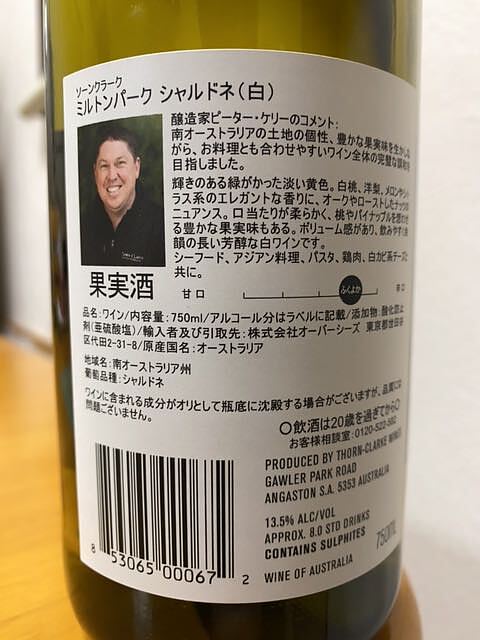 ソーンクラーク
ミルトンパーク シャルドネ(白)
醸造家ピーター・ケリーのコメント:
南オーストラリアの土地の個性、豊かな果実味を生かしな
がら、お料理とも合わせやすいワイン全体の完璧な調和を
目指しました。
輝きのある緑がかった淡い黄色。白桃、洋梨、メロンやシト
ラス系のエレガントな香りに、オークやローストしたナッツの
ニュアンス。口当たりが柔らかく、桃やパイナップルを想わせ
る豊かな果実味もある。ボリューム感があり、飲みやすく余
韻の長い芳醇な白ワインです。
シーフード、アジアン料理、パスタ、鶏肉、白カビ系チーズと
共に。
果実酒
甘口 ふくよか 辛口
品名:ワイン/内容量:750ml/アルコール分はラベルに記載/添加物:酸化防止
剤(亜硫酸塩)/輸入者及び引取先:株式会社オーバーシーズ 東京都世田谷
区代田2-31-8/原産国名:オーストラリア
地域名:南オーストラリア州
葡萄品種:シャルドネ
ワインに含まれる成分がオリとして瓶底に沈殿する場合がございますが、品質には
問題ございません。
○飲酒は20歳を過ぎてから○
お客様相談室:0120-522-582
PRODUCED BY THORN-CLARKE WINES
GAWLER PARK ROAD
ANGASTON S.A. 5353 AUSTRALIA
13.5% ALC/VOL
APPROX. 8.0 STD DRINKS
CONTAINS SULPHITES
750ML
WINE OF AUSTRALIA
8 53065 00067 2